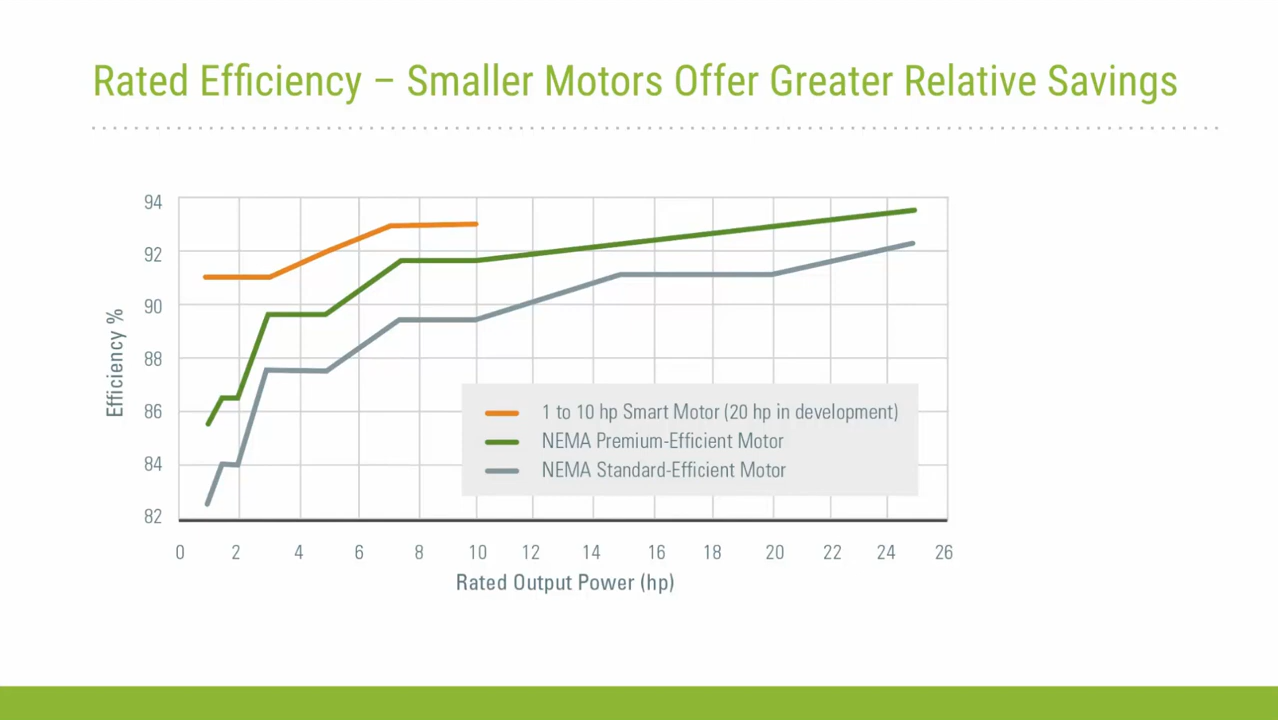 Rated Efficiency – Smaller Motors Offer Greater Relative Savings
94
92
90
88
86
84
82
Efficiency %
1 to 10 hp Smart Motor (20 hp in development)
NEMA Premium-Efficient Motor
NEMA Standard-Efficient Motor
0 2 4 6 8 10 12 14 16 18 20 22 24 26
Rated Output Power (hp)